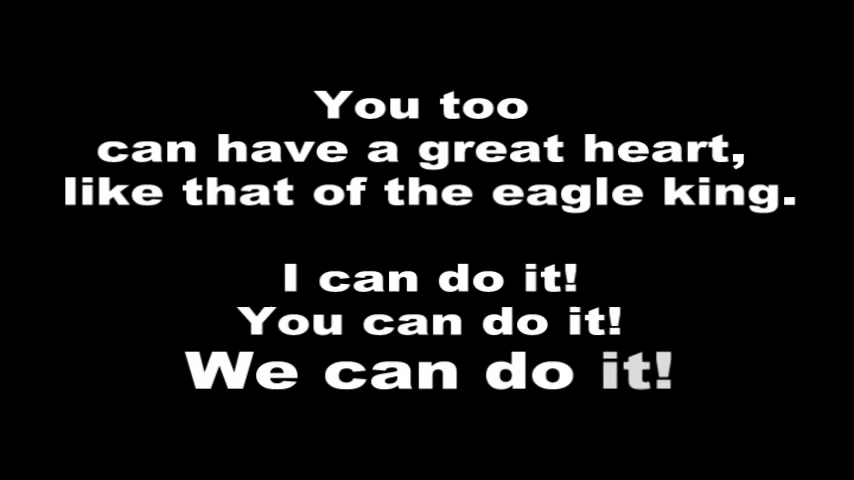 You too
can have a great heart,
like that of the eagle king.
I can do it!
You can do it!
We can do it!